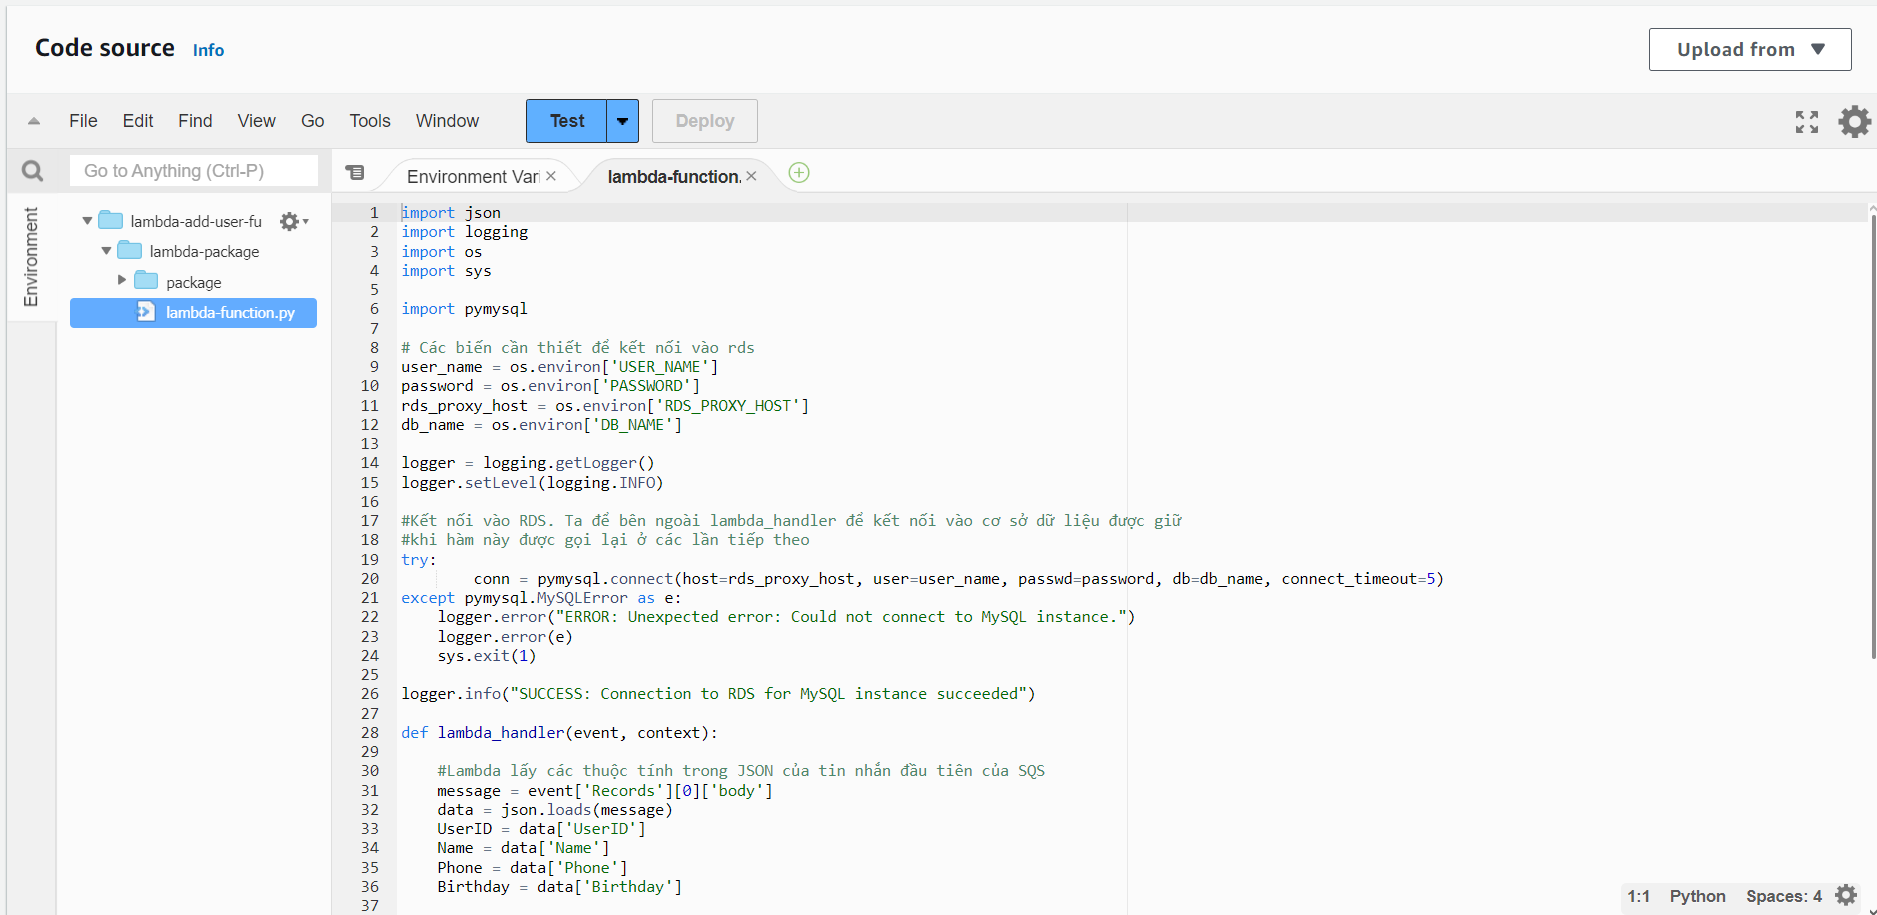 Code source Info
Upload from
File Edit Find View Go Tools Window Test Deploy
Go to Anything (Ctrl-P)
Environment Vari
lambda-function.
Environment
lambda-add-user-fu
lambda-package
package
lambda-function.py
1 import json
2 import logging
3 import os
4 import sys
5
6 import pymysql
7
8 # Các biến cần thiết để kết nối vào rds
9 user_name = os.environ['USER_NAME']
10 password = os.environ['PASSWORD']
11 rds_proxy_host = os.environ['RDS_PROXY_HOST']
12 db_name = os.environ['DB_NAME']
13
14 logger = logging.getLogger()
15 logger.setLevel(logging.INFO)
16
17 #Kết nối vào RDS. Ta để bên ngoài lambda_handler để kết nối vào cơ sở dữ liệu được giữ
18 #khi hàm này được gọi lại ở các lần tiếp theo
19 try:
20         conn = pymysql.connect(host=rds_proxy_host, user=user_name, passwd=password, db=db_name, connect_timeout=5)
21 except pymysql.MySQLError as e:
22     logger.error("ERROR: Unexpected error: Could not connect to MySQL instance.")
23     logger.error(e)
24     sys.exit(1)
25
26 logger.info("SUCCESS: Connection to RDS for MySQL instance succeeded")
27
28 def lambda_handler(event, context):
29
30     #Lambda lấy các thuộc tính trong JSON của tin nhắn đầu tiên của SQS
31     message = event['Records'][0]['body']
32     data = json.loads(message)
33     UserID = data['UserID']
34     Name = data['Name']
35     Phone = data['Phone']
36     Birthday = data['Birthday']
37
1:1 Python Spaces: 4